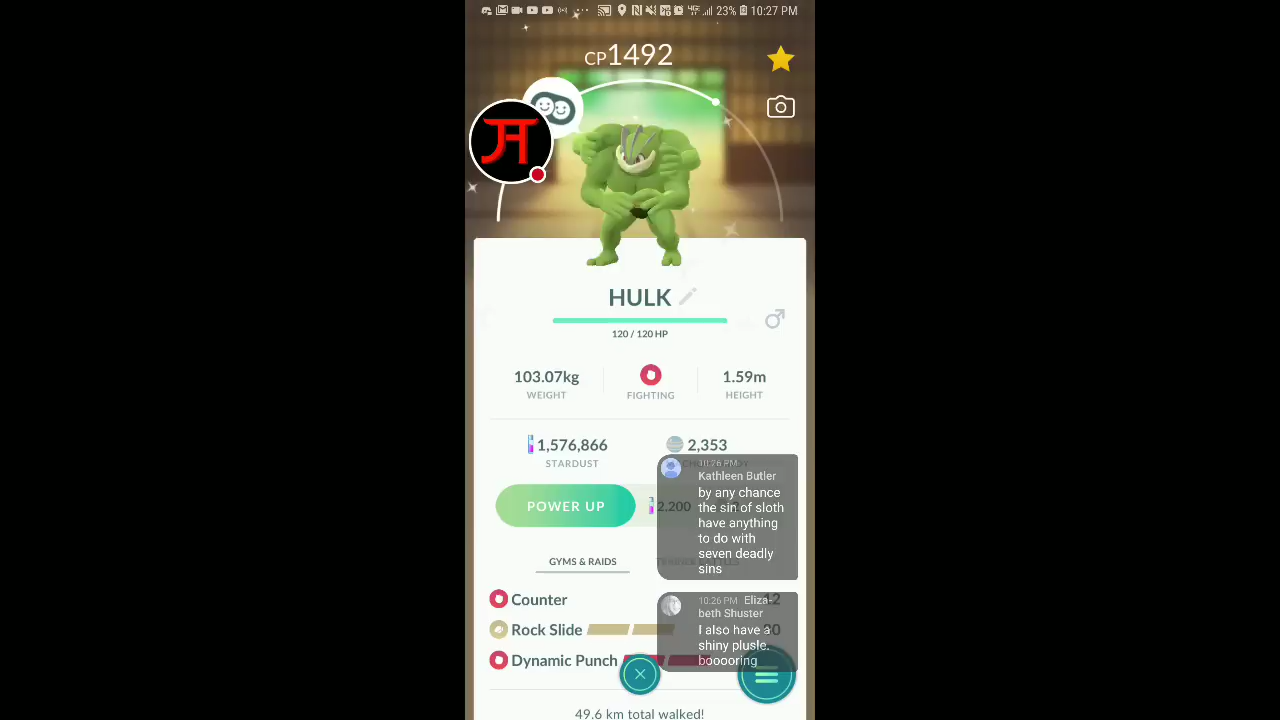 23% 10:27 PM
CP1492
HULK
120 / 120 HP
103.07kg
WEIGHT
FIGHTING
1.59m
HEIGHT
1,576,866
STARDUST
2,353
POWER UP
2,200
GYMS & RAIDS
10:26 PM
Kathleen Butler
by any chance
the sin of sloth
have anything
to do with
seven deadly
sins
Counter
12
Rock Slide
80
Dynamic Punch
10:26 PM Eliza-
beth Shuster
I also have a
shiny plusle.
booooring
49.6 km total walked!